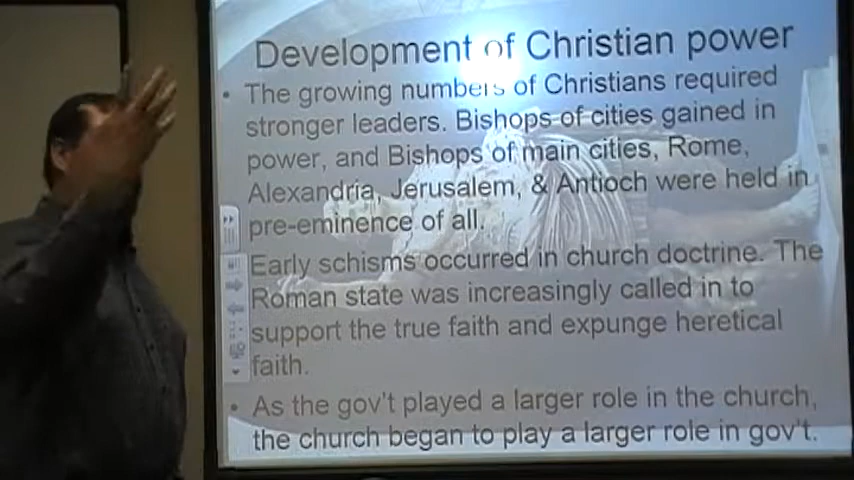 Development of Christian power
• The growing numbers of Christians required
stronger leaders. Bishops of cities gained in
power, and Bishops of main cities, Rome,
Alexandria, Jerusalem, & Antioch were held in
pre-eminence of all.
Early schisms occurred in church doctrine. The
Roman state was increasingly called in to
support the true faith and expunge heretical
faith.
• As the gov't played a larger role in the church,
the church began to play a larger role in gov't.